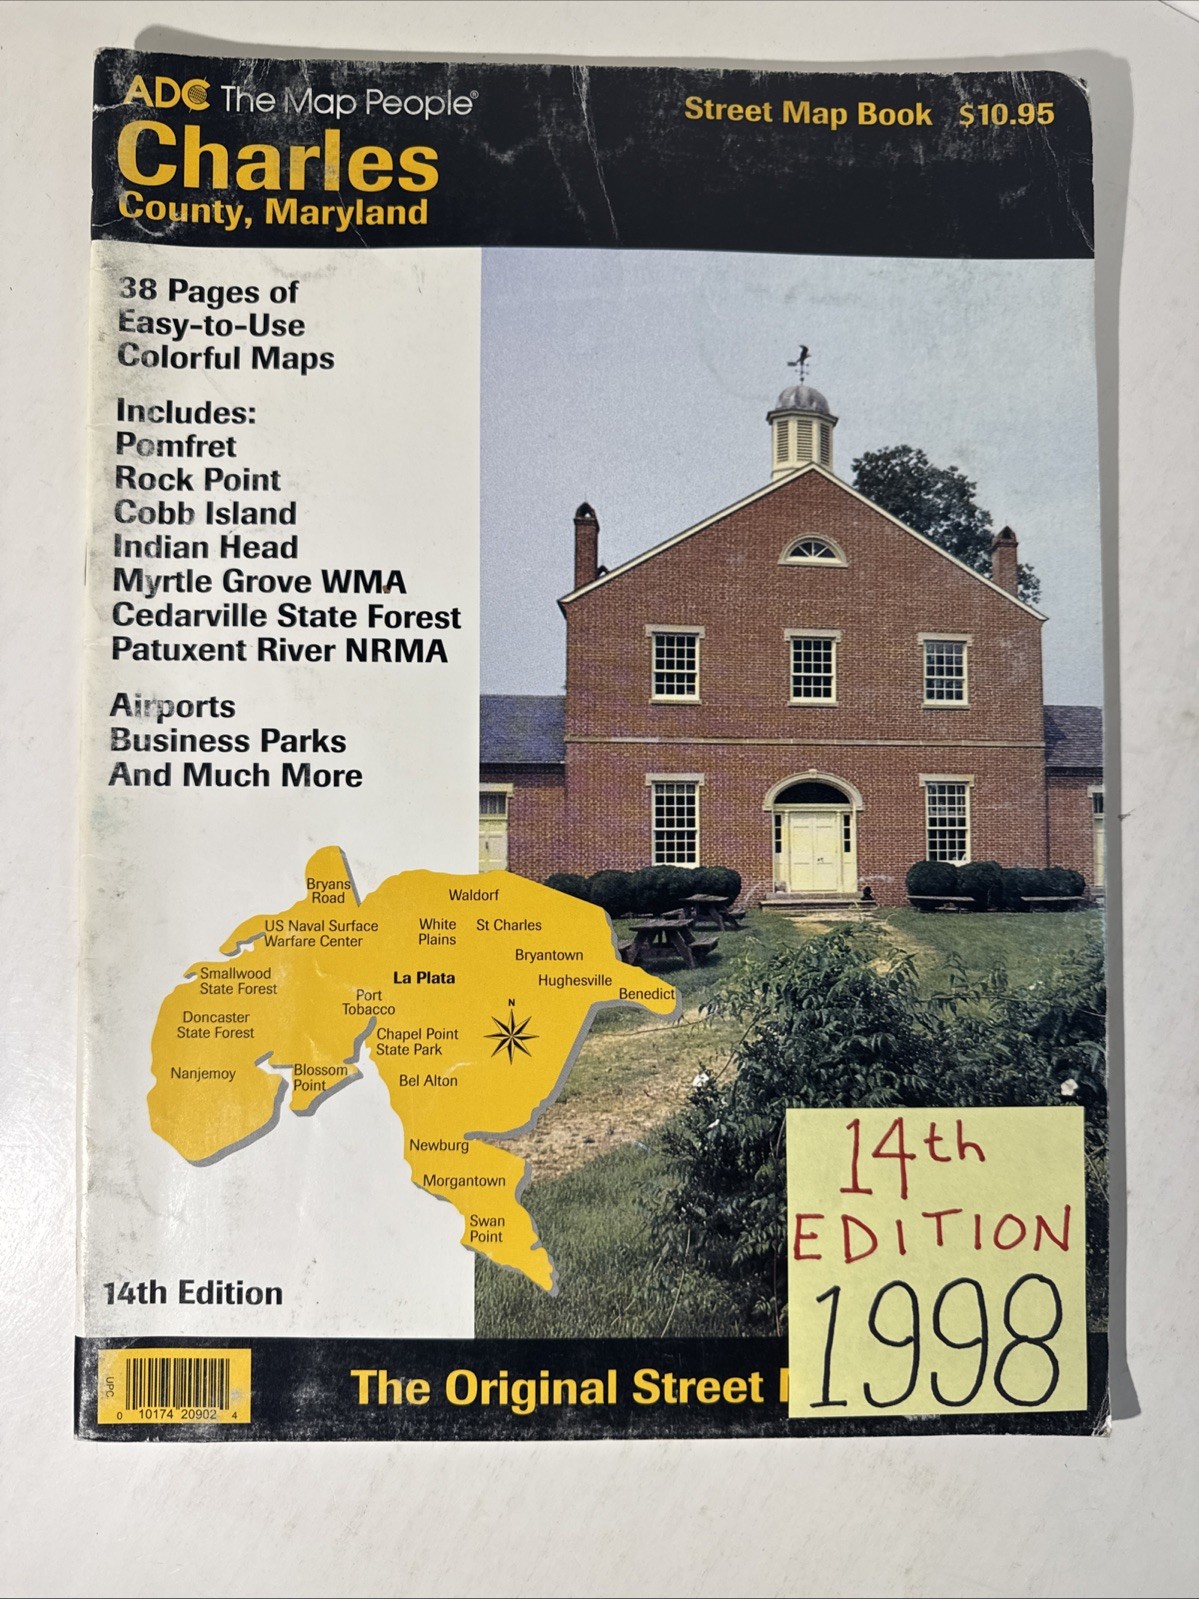 ADC The Map People®
Street Map Book $10.95
Charles
County, Maryland
38 Pages of
Easy-to-Use
Colorful Maps
Includes:
Pomfret
Rock Point
Cobb Island
Indian Head
Myrtle Grove WMA
Cedarville State Forest
Patuxent River NRMA
Airports
Business Parks
And Much More
Bryans
Road
Waldorf
US Naval Surface
Warfare Center
White
Plains
St Charles
Bryantown
Smallwood
State Forest
La Plata
Hughesville
Benedict
Port
Tobacco
N
Doncaster
State Forest
Chapel Point
State Park
Nanjemoy
Blossom
Point
Bel Alton
Newburg
Morgantown
Swan
Point
14th Edition
14th
EDITION
1998
UPC
0 10174 20902 4
The Original Street